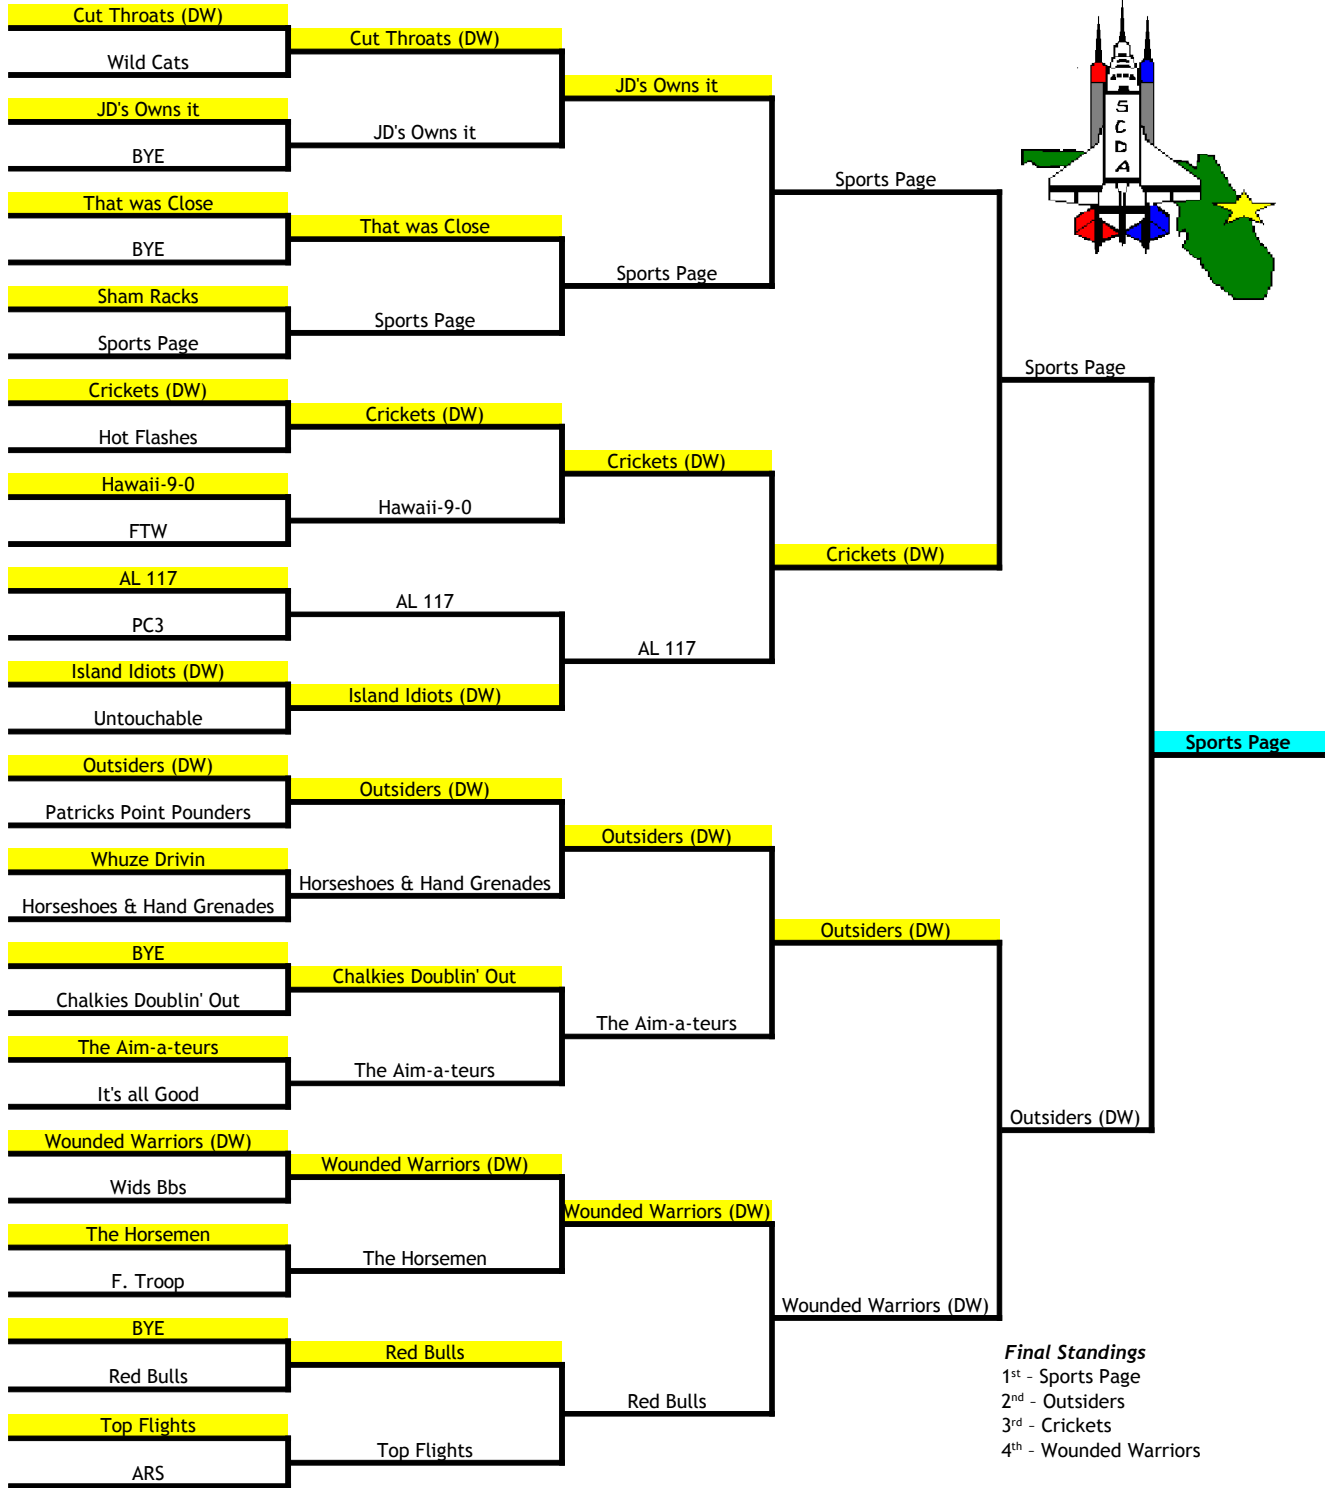 Cut Throats (DW)
Wild Cats
JD's Owns it
BYE
That was Close
BYE
Sham Racks
Sports Page
Crickets (DW)
Hot Flashes
Hawaii-9-0
FTW
AL 117
PC3
Island Idiots (DW)
Untouchable
Outsiders (DW)
Patricks Point Pounders
Whuze Drivin
Horseshoes & Hand Grenades
BYE
Chalkies Doublin' Out
The Aim-a-teurs
It's all Good
Wounded Warriors (DW)
Wids Bbs
The Horsemen
F. Troop
BYE
Red Bulls
Top Flights
ARS
Cut Throats (DW)
JD's Owns it
That was Close
Sports Page
Crickets (DW)
Hawaii-9-0
AL 117
Island Idiots (DW)
Outsiders (DW)
Horseshoes & Hand Grenades
Chalkies Doublin' Out
The Aim-a-teurs
Wounded Warriors (DW)
The Horsemen
Red Bulls
Top Flights
JD's Owns it
Sports Page
Crickets (DW)
AL 117
Outsiders (DW)
The Aim-a-teurs
Wounded Warriors (DW)
Red Bulls
Sports Page
Crickets (DW)
Outsiders (DW)
Wounded Warriors (DW)
Sports Page
Outsiders (DW)
Sports Page
SCDA
Final Standings
1st - Sports Page
2nd - Outsiders
3rd - Crickets
4th - Wounded Warriors